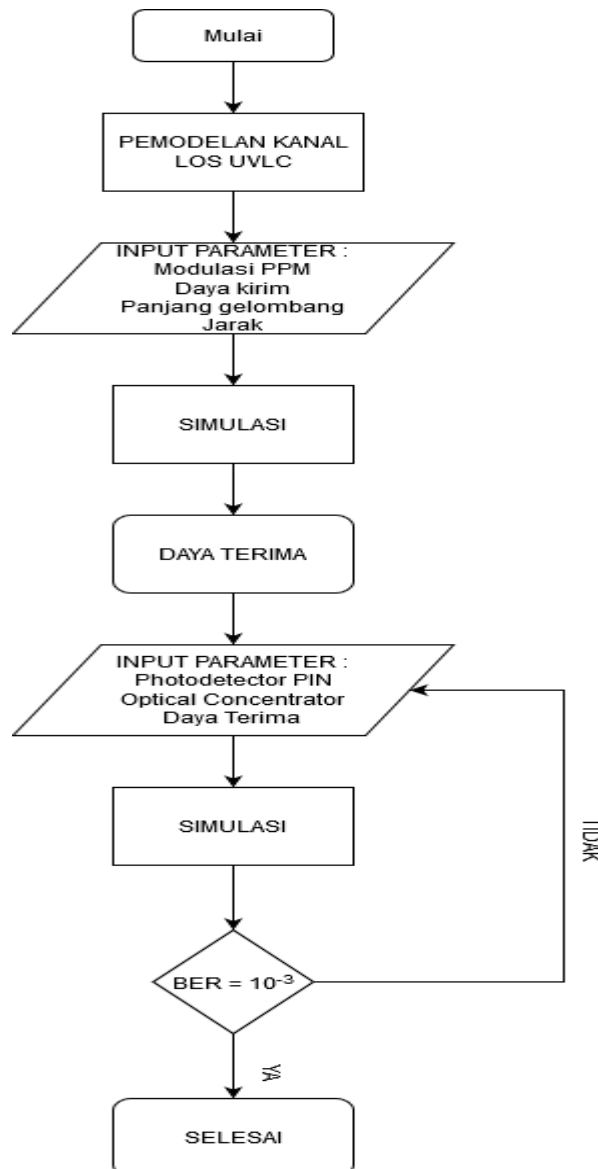 Mulai
PEMODELAN KANAL
LOS UVLC
INPUT PARAMETER :
Modulasi PPM
Daya kirim
Panjang gelombang
Jarak
SIMULASI
DAYA TERIMA
INPUT PARAMETER :
Photodetector PIN
Optical Concentrator
Daya Terima
SIMULASI
TIDAK
BER = 10⁻³
YA
SELESAI